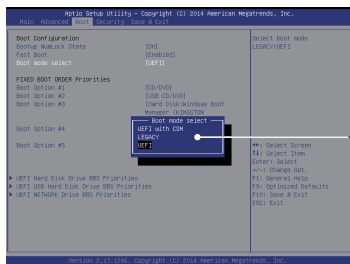 Aptio Setup Utility - Copyright (C) 2014 American Megatrends, Inc.
Main Advanced Boot Security Save & Exit
Boot Configuration
Bootup NumLock State [On]
Fast Boot [Enabled]
Boot mode select [UEFI]
FIXED BOOT ORDER Priorities
Boot Option #1 [CD/DVD]
Boot Option #2 [USB CD/DVD]
Boot Option #3 [Hard Disk:Windows Boot
Manager (KINGSTON
Boot Option #4
Boot Option #5
Boot mode select
UEFI with CSM
LEGACY
UEFI
UEFI Hard Disk Drive BBS Priorities
UEFI USB Hard Disk Drive BBS Priorities
UEFI NETWORK Drive BBS Priorities
Select boot mode
LEGACY/UEFI
→←: Select Screen
↑↓: Select Item
Enter: Select
+/-: Change Opt.
F1: General Help
F9: Optimized Defaults
F10: Save & Exit
ESC: Exit
Version 2.17.1246. Copyright (C) 2014 American Megatrends, Inc.